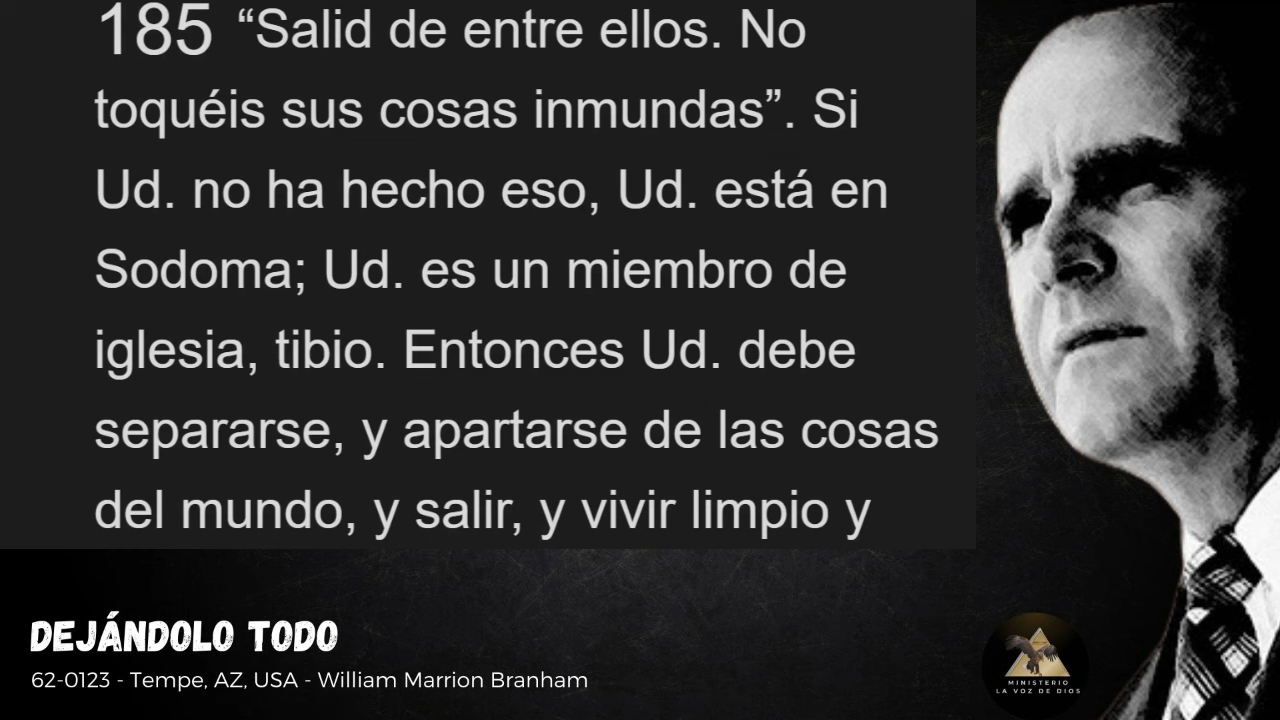 185 “Salid de entre ellos. No
toquéis sus cosas inmundas”. Si
Ud. no ha hecho eso, Ud. está en
Sodoma; Ud. es un miembro de
iglesia, tibio. Entonces Ud. debe
separarse, y apartarse de las cosas
del mundo, y salir, y vivir limpio y
DEJÁNDOLO TODO
62-0123 - Tempe, AZ, USA - William Marrion Branham
MINISTERIO
LA VOZ DE DIOS